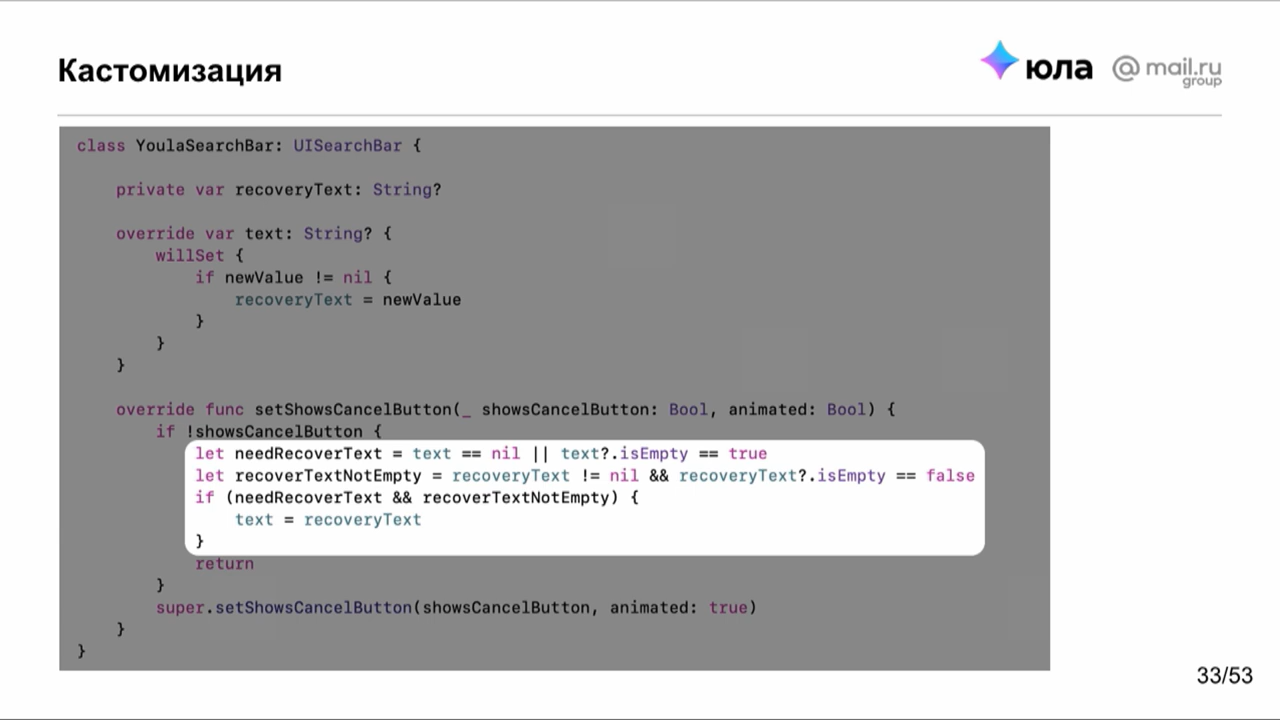 Кастомизация
юла
@mail.ru
group
class YoulaSearchBar: UISearchBar {
private var recoveryText: String?
override var text: String? {
willSet {
if newValue != nil {
recoveryText = newValue
}
}
}
override func setShowsCancelButton(_ showsCancelButton: Bool, animated: Bool) {
if !showsCancelButton {
let needRecoverText = text == nil || text?.isEmpty == true
let recoverTextNotEmpty = recoveryText != nil && recoveryText?.isEmpty == false
if (needRecoverText && recoverTextNotEmpty) {
text = recoveryText
}
return
}
super.setShowsCancelButton(showsCancelButton, animated: true)
}
}
33/53